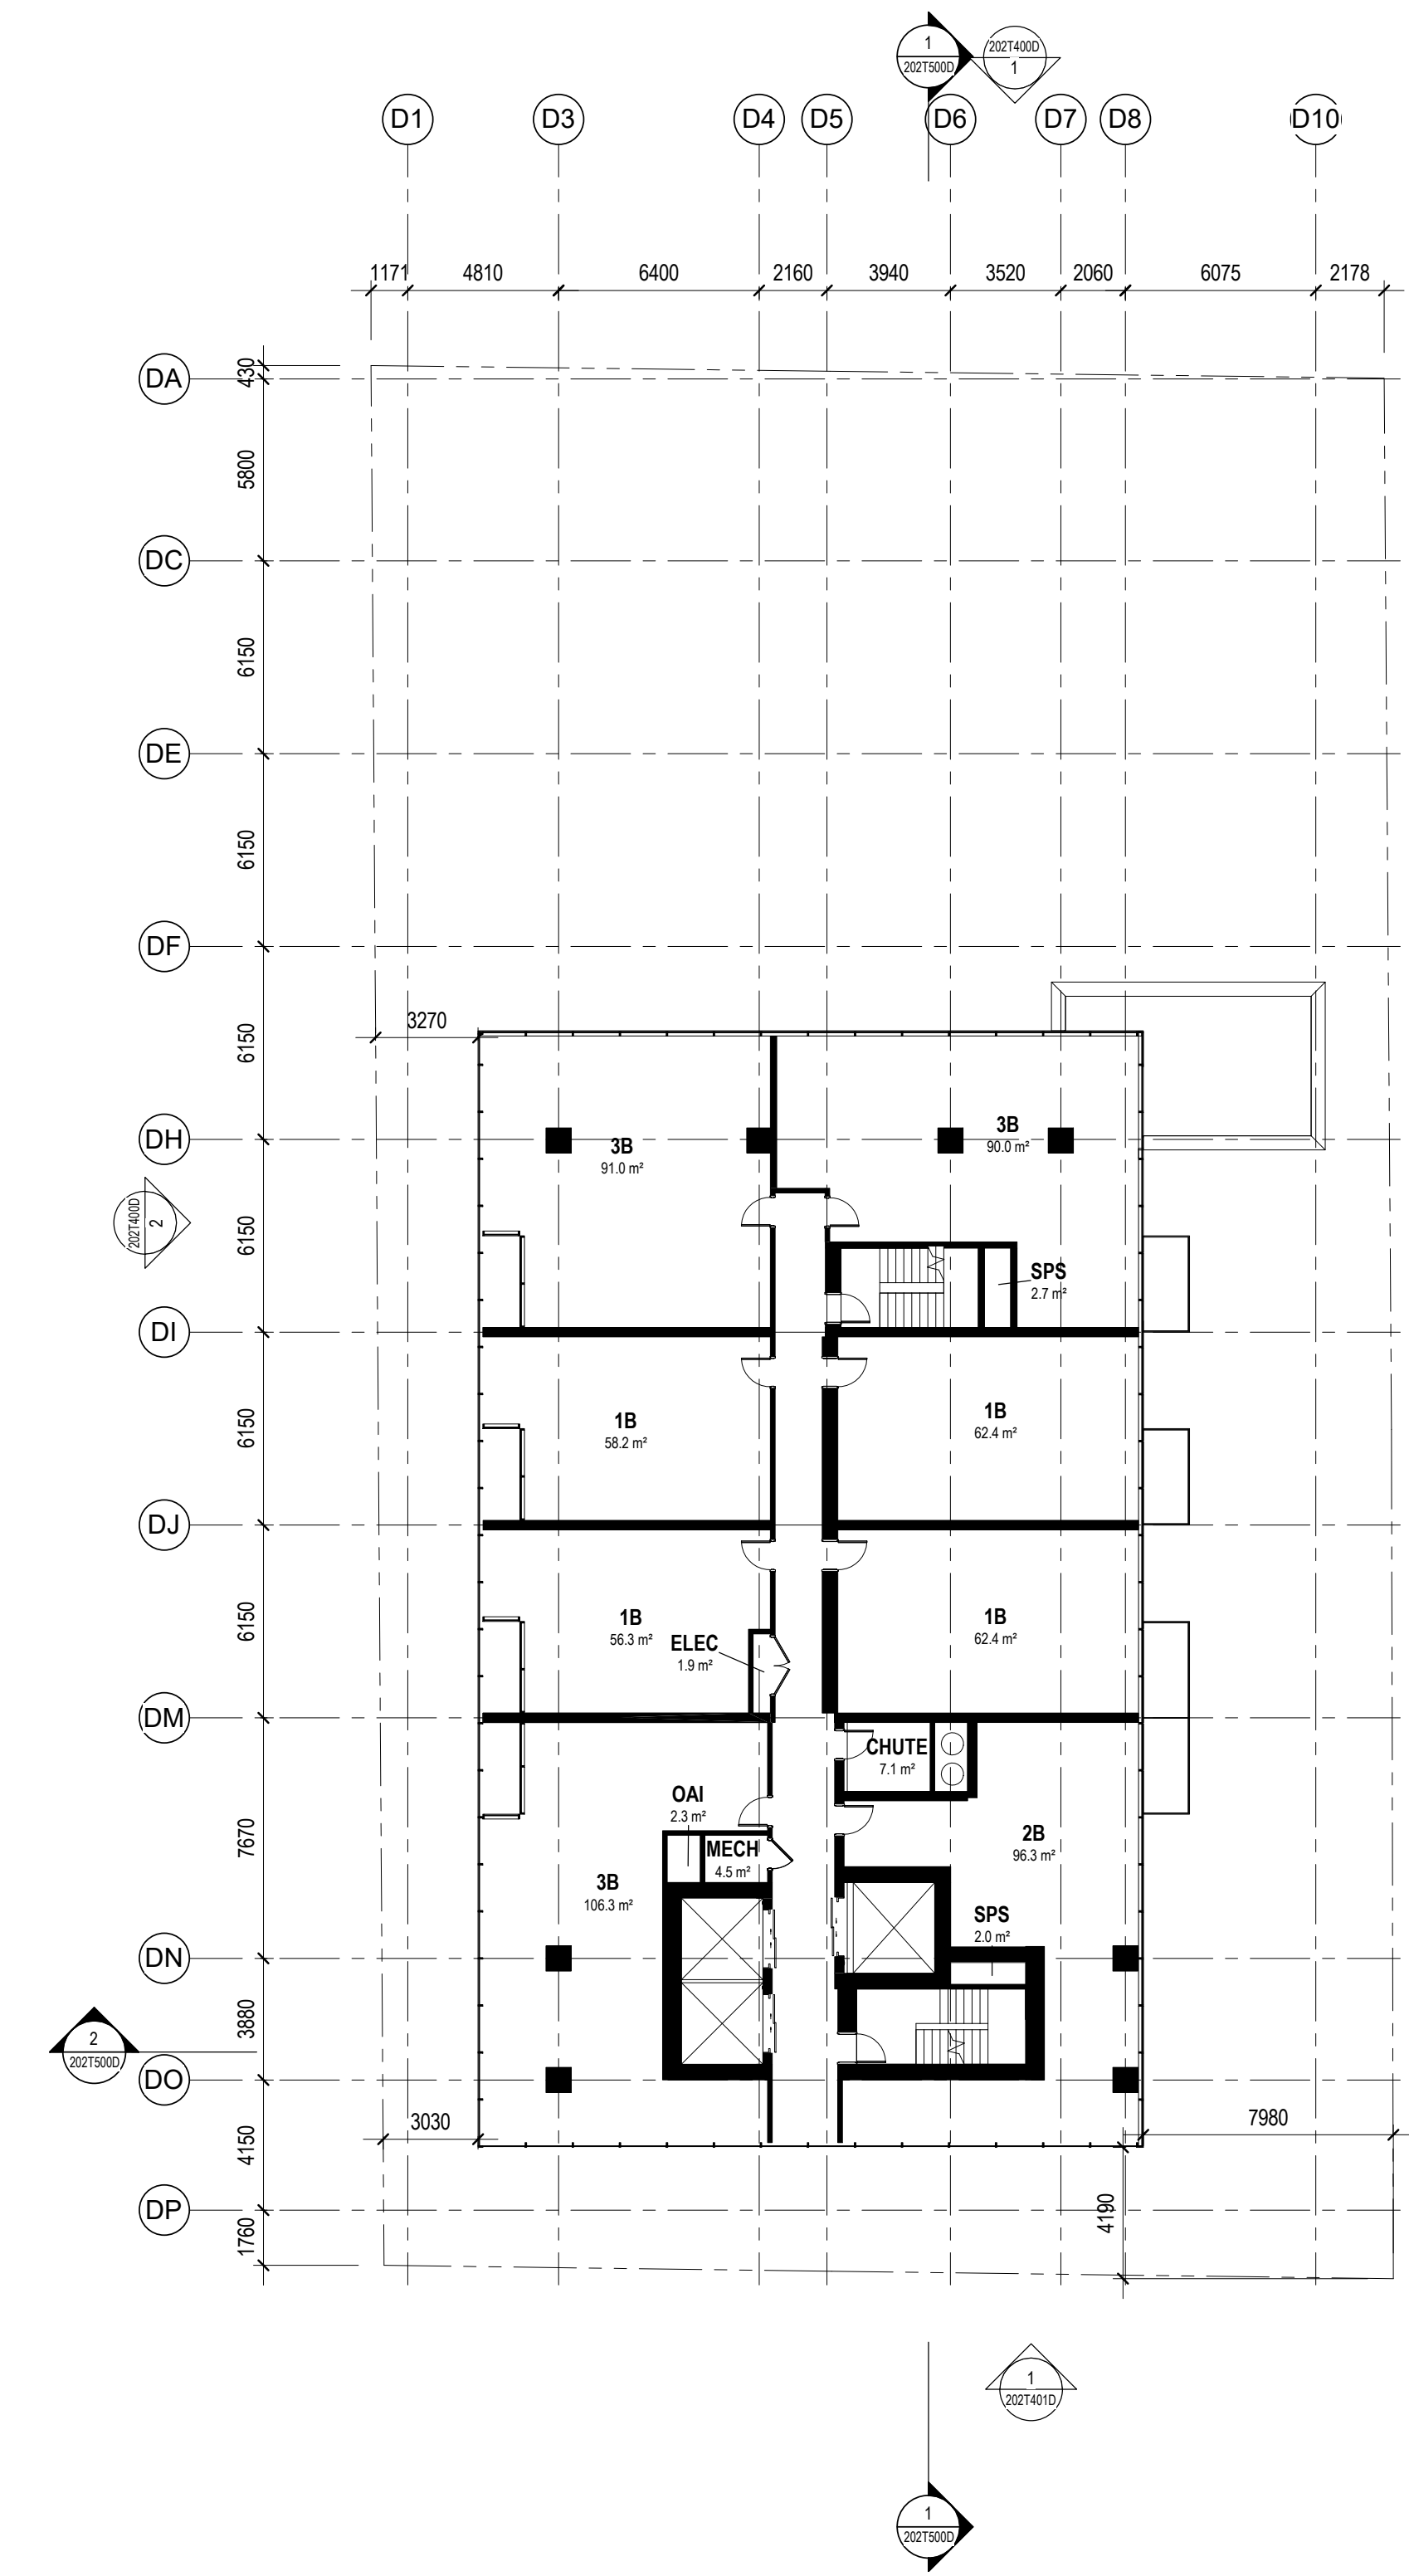 1
202T500D
202T400D
1
D1
D3
D4
D5
D6
D7
D8
D10
1171
4810
6400
2160
3940
3520
2060
6075
2178
DA
430
5800
DC
6150
DE
6150
DF
6150
3270
DH
3B
91.0 m²
3B
90.0 m²
202T400D
2
6150
SPS
2.7 m²
DI
6150
1B
58.2 m²
1B
62.4 m²
DJ
6150
1B
56.3 m²
ELEC
1.9 m²
1B
62.4 m²
DM
CHUTE
7.1 m²
OAI
2.3 m²
7670
MECH
4.5 m²
2B
96.3 m²
3B
106.3 m²
SPS
2.0 m²
DN
3880
2
202T500D
DO
3030
7980
4150
DP
4190
1760
1
202T401D
1
202T500D